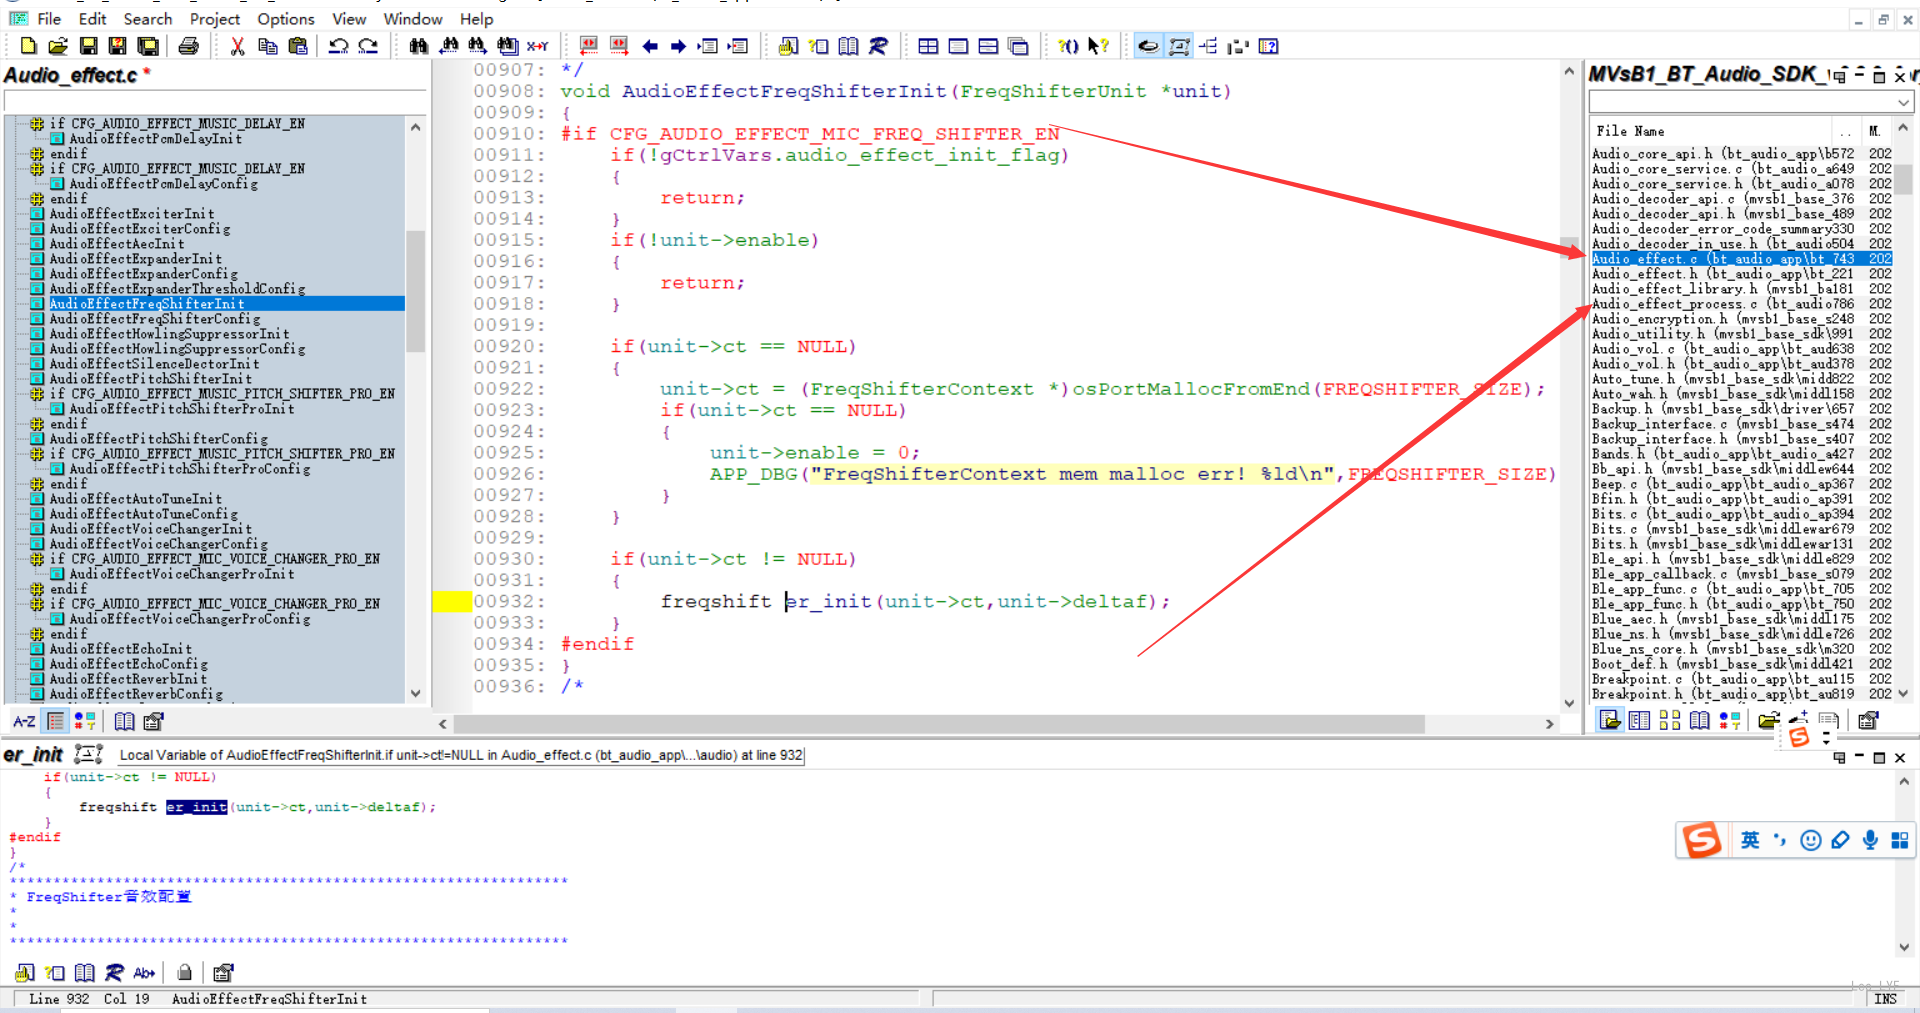 File Edit Search Project Options View Window Help
Audio_effect.c *
if CFG_AUDIO_EFFECT_MUSIC_DELAY_EN
AudioEffectPcmDelayInit
endif
if CFG_AUDIO_EFFECT_MUSIC_DELAY_EN
AudioEffectPcmDelayConfig
endif
AudioEffectExciterInit
AudioEffectExciterConfig
AudioEffectAecInit
AudioEffectExpanderInit
AudioEffectExpanderConfig
AudioEffectExpanderThresholdConfig
AudioEffectFreqShifterInit
AudioEffectFreqShifterConfig
AudioEffectHowlingSuppressorInit
AudioEffectHowlingSuppressorConfig
AudioEffectSilenceDectorInit
AudioEffectPitchShifterInit
if CFG_AUDIO_EFFECT_MUSIC_PITCH_SHIFTER_PRO_EN
AudioEffectPitchShifterProInit
endif
AudioEffectPitchShifterConfig
if CFG_AUDIO_EFFECT_MUSIC_PITCH_SHIFTER_PRO_EN
AudioEffectPitchShifterProConfig
endif
AudioEffectAutoTuneInit
AudioEffectAutoTuneConfig
AudioEffectVoiceChangerInit
AudioEffectVoiceChangerConfig
if CFG_AUDIO_EFFECT_MIC_VOICE_CHANGER_PRO_EN
AudioEffectVoiceChangerProInit
endif
if CFG_AUDIO_EFFECT_MIC_VOICE_CHANGER_PRO_EN
AudioEffectVoiceChangerProConfig
endif
AudioEffectEchoInit
AudioEffectEchoConfig
AudioEffectReverbInit
AudioEffectReverbConfig
A-Z
00907: */
00908: void AudioEffectFreqShifterInit(FreqShifterUnit *unit)
00909: {
00910: #if CFG_AUDIO_EFFECT_MIC_FREQ_SHIFTER_EN
00911: if(!gCtrlVars.audio_effect_init_flag)
00912: {
00913: return;
00914: }
00915: if(!unit->enable)
00916: {
00917: return;
00918: }
00919:
00920: if(unit->ct == NULL)
00921: {
00922: unit->ct = (FreqShifterContext *)osPortMallocFromEnd(FREQSHIFTER_SIZE);
00923: if(unit->ct == NULL)
00924: {
00925: unit->enable = 0;
00926: APP_DBG("FreqShifterContext mem malloc err! %ld\n",FREQSHIFTER_SIZE)
00927: }
00928: }
00929:
00930: if(unit->ct != NULL)
00931: {
00932: freqshift er_init(unit->ct,unit->deltaf);
00933: }
00934: #endif
00935: }
00936: /*
MVsB1_BT_Audio_SDK_
File Name .. M.
Audio_core_api.h (bt_audio_app\b572 202
Audio_core_service.c (bt_audio_a649 202
Audio_core_service.h (bt_audio_a078 202
Audio_decoder_api.c (mvsb1_base_376 202
Audio_decoder_api.h (mvsb1_base_489 202
Audio_decoder_error_code_summary330 202
Audio_decoder_in_use.h (bt_audio504 202
Audio_effect.c (bt_audio_app\bt_743 202
Audio_effect.h (bt_audio_app\bt_221 202
Audio_effect_library.h (mvsb1_ba181 202
Audio_effect_process.c (bt_audio786 202
Audio_encryption.h (mvsb1_base_s248 202
Audio_utility.h (mvsb1_base_sdk\991 202
Audio_vol.c (bt_audio_app\bt_aud638 202
Audio_vol.h (bt_audio_app\bt_aud378 202
Auto_tune.h (mvsb1_base_sdk\midd822 202
Auto_wah.h (mvsb1_base_sdk\middl158 202
Backup.h (mvsb1_base_sdk\driver\657 202
Backup_interface.c (mvsb1_base_s474 202
Backup_interface.h (mvsb1_base_s407 202
Bands.h (bt_audio_app\bt_audio_a427 202
Bb_api.h (mvsb1_base_sdk\middlew644 202
Beep.c (bt_audio_app\bt_audio_ap367 202
Bfin.h (bt_audio_app\bt_audio_ap391 202
Bits.c (bt_audio_app\bt_audio_ap394 202
Bits.c (mvsb1_base_sdk\middlewar679 202
Bits.h (mvsb1_base_sdk\middlewar131 202
Ble_api.h (mvsb1_base_sdk\middle829 202
Ble_app_callback.c (mvsb1_base_s079 202
Ble_app_func.c (bt_audio_app\bt_705 202
Ble_app_func.h (bt_audio_app\bt_750 202
Blue_aec.h (mvsb1_base_sdk\middl175 202
Blue_ns.h (mvsb1_base_sdk\middle726 202
Blue_ns_core.h (mvsb1_base_sdk\m320 202
Boot_def.h (mvsb1_base_sdk\middl421 202
Breakpoint.c (bt_audio_app\bt_au115 202
Breakpoint.h (bt_audio_app\bt_au819 202
er_init Local Variable of AudioEffectFreqShifterInit.if unit->ct!=NULL in Audio_effect.c (bt_audio_app\...\audio) at line 932
if(unit->ct != NULL)
{
freqshift er_init(unit->ct,unit->deltaf);
}
#endif
}
/*
****************************************************************
* FreqShifter音效配置
*
*
****************************************************************
英
Line 932 Col 19 AudioEffectFreqShifterInit
INS